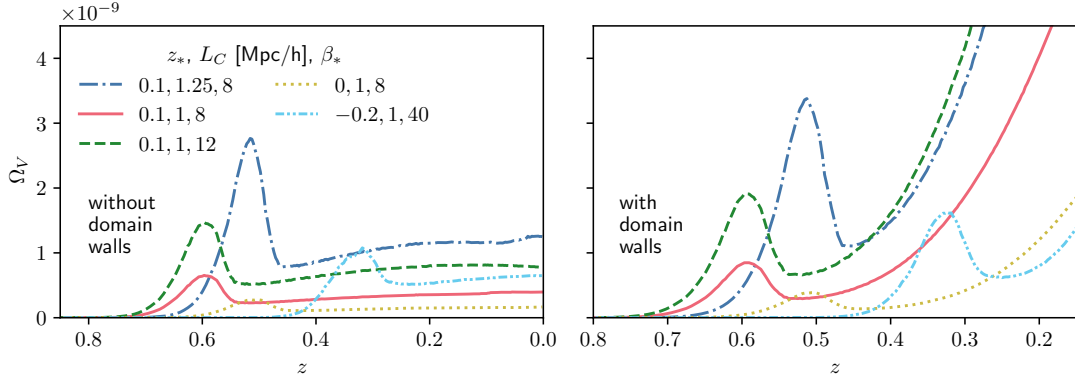 ×10⁻⁹
z*, L_C [Mpc/h], β*
0.1, 1.25, 8
0.1, 1, 8
0.1, 1, 12
0, 1, 8
−0.2, 1, 40
Ω_V
4
3
2
1
0
without
domain
walls
0.8
0.6
0.4
0.2
0.0
z
with
domain
walls
0.8
0.7
0.6
0.5
0.4
0.3
0.2
z